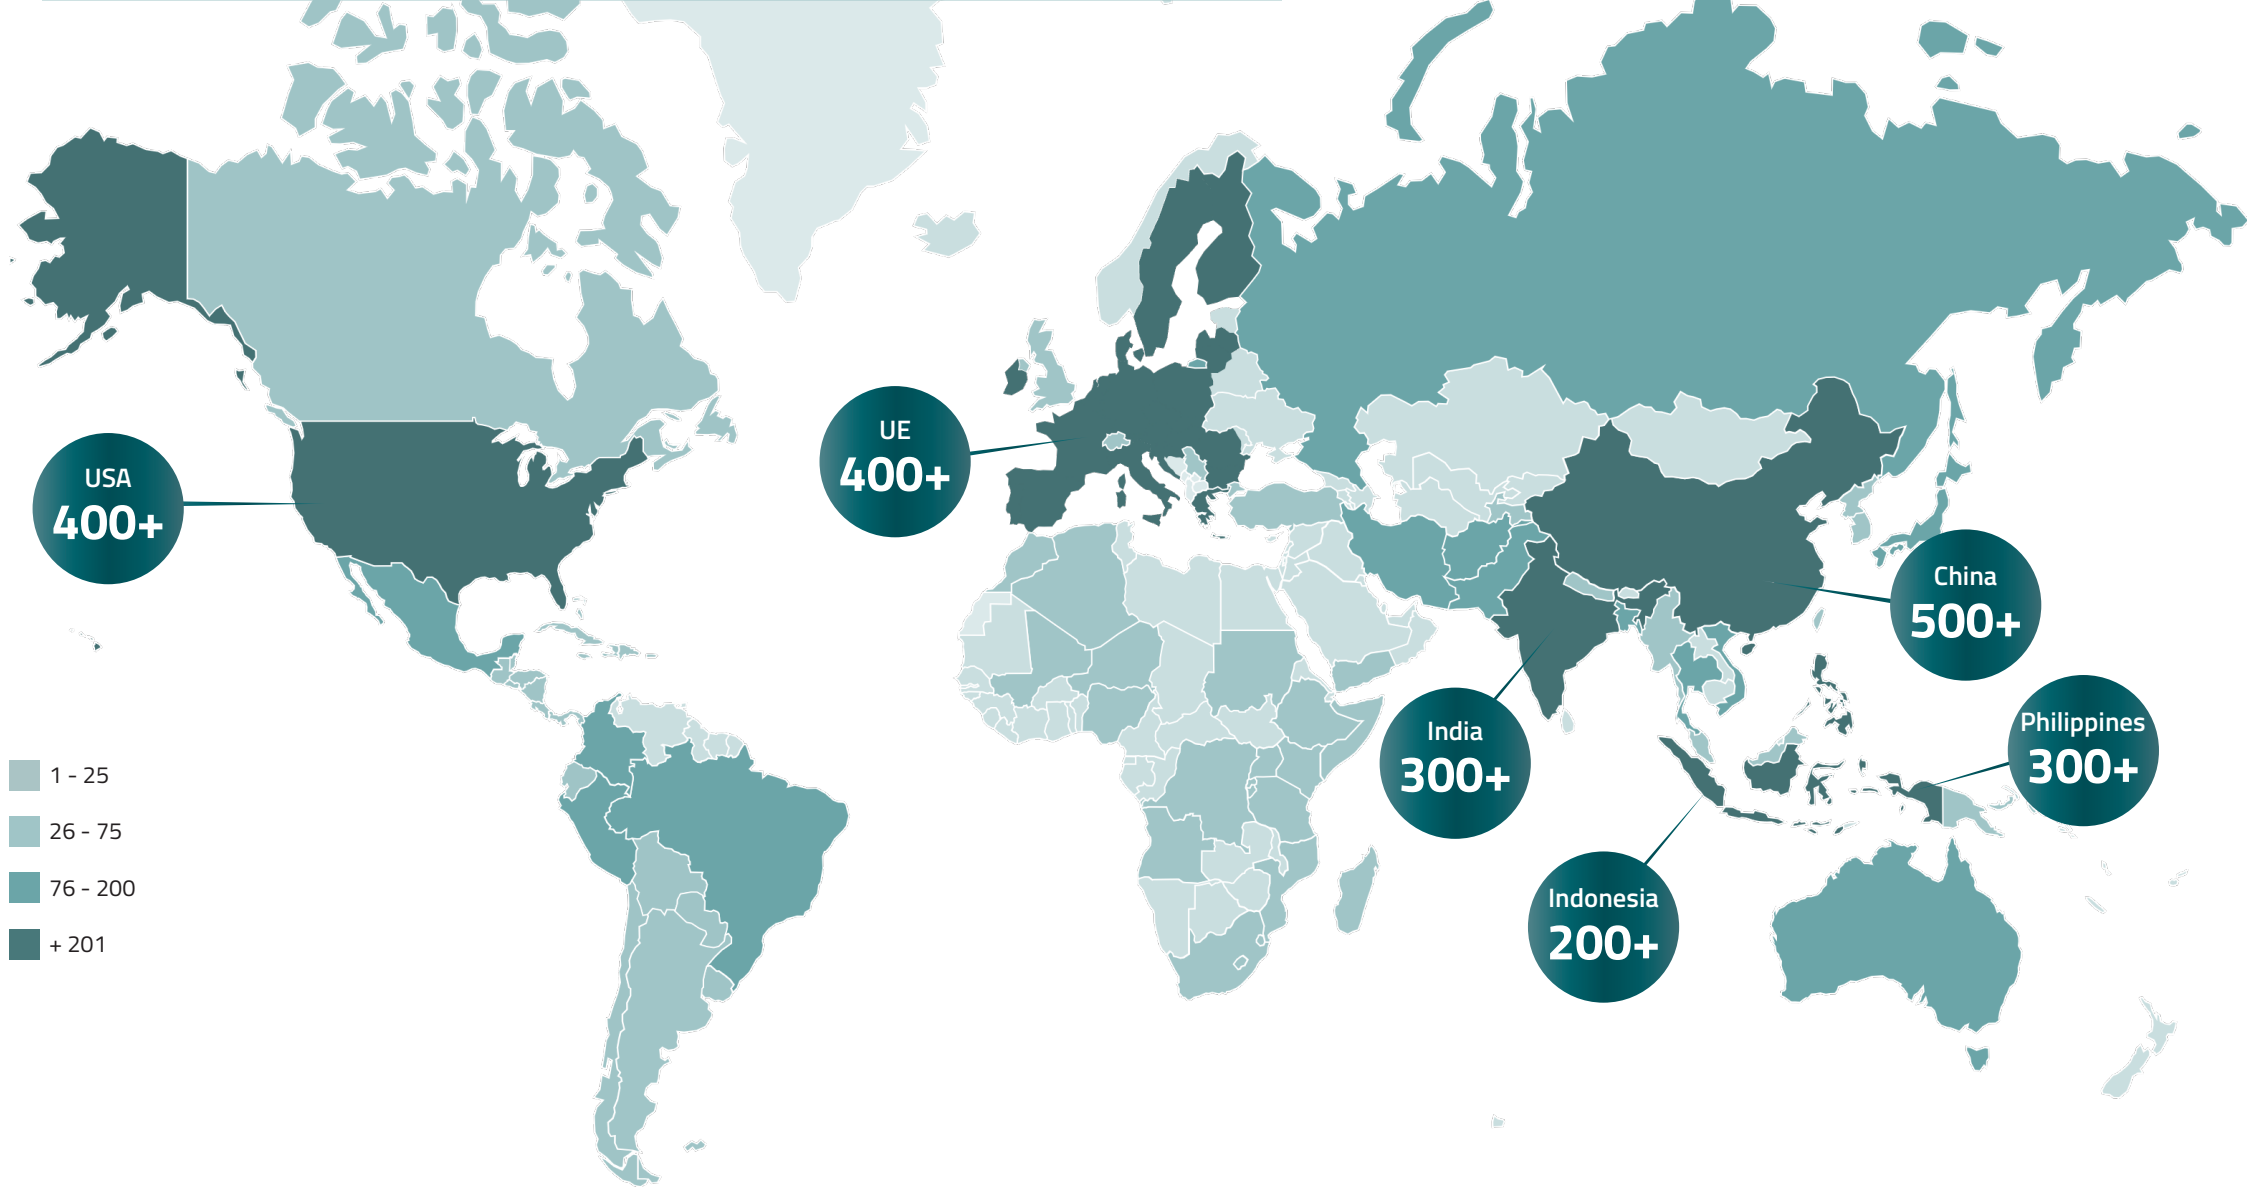 UE
400+
USA
400+
China
500+
India
300+
Philippines
300+
Indonesia
200+
1 - 25
26 - 75
76 - 200
+ 201